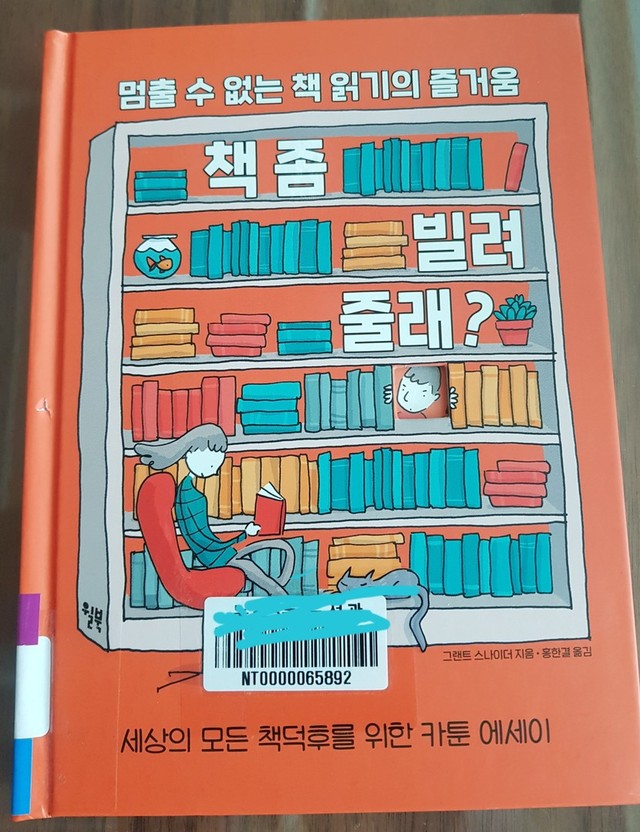 멈출 수 없는 책 읽기의 즐거움
책 좀
빌려
줄래?
윌북
NT0000065892
그랜트 스나이더 지음·홍한결 옮김
세상의 모든 책덕후를 위한 카툰 에세이